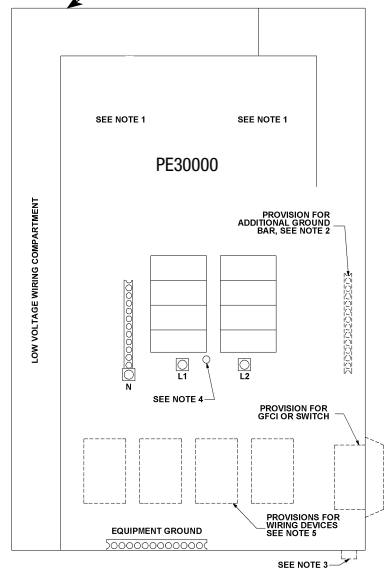 SEE NOTE 1
SEE NOTE 1
PE30000
LOW VOLTAGE WIRING COMPARTMENT
PROVISION FOR
ADDITIONAL GROUND
BAR, SEE NOTE 2
N
L1
L2
SEE NOTE 4
PROVISION FOR
GFCI OR SWITCH
PROVISIONS FOR
WIRING DEVICES
SEE NOTE 5
EQUIPMENT GROUND
SEE NOTE 3